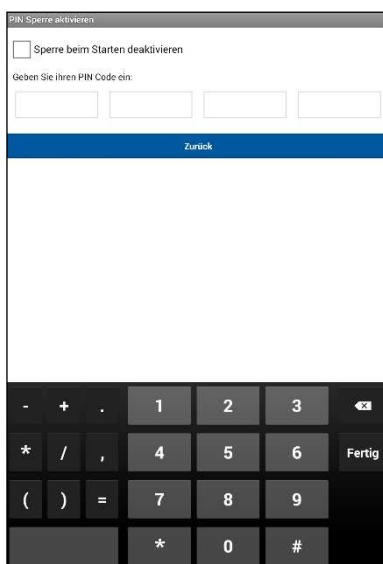 PIN Sperre aktivieren
Sperre beim Starten deaktivieren
Geben Sie ihren PIN Code ein:
Zurück
- + . 1 2 3
* / , 4 5 6 Fertig
( ) = 7 8 9
* 0 #